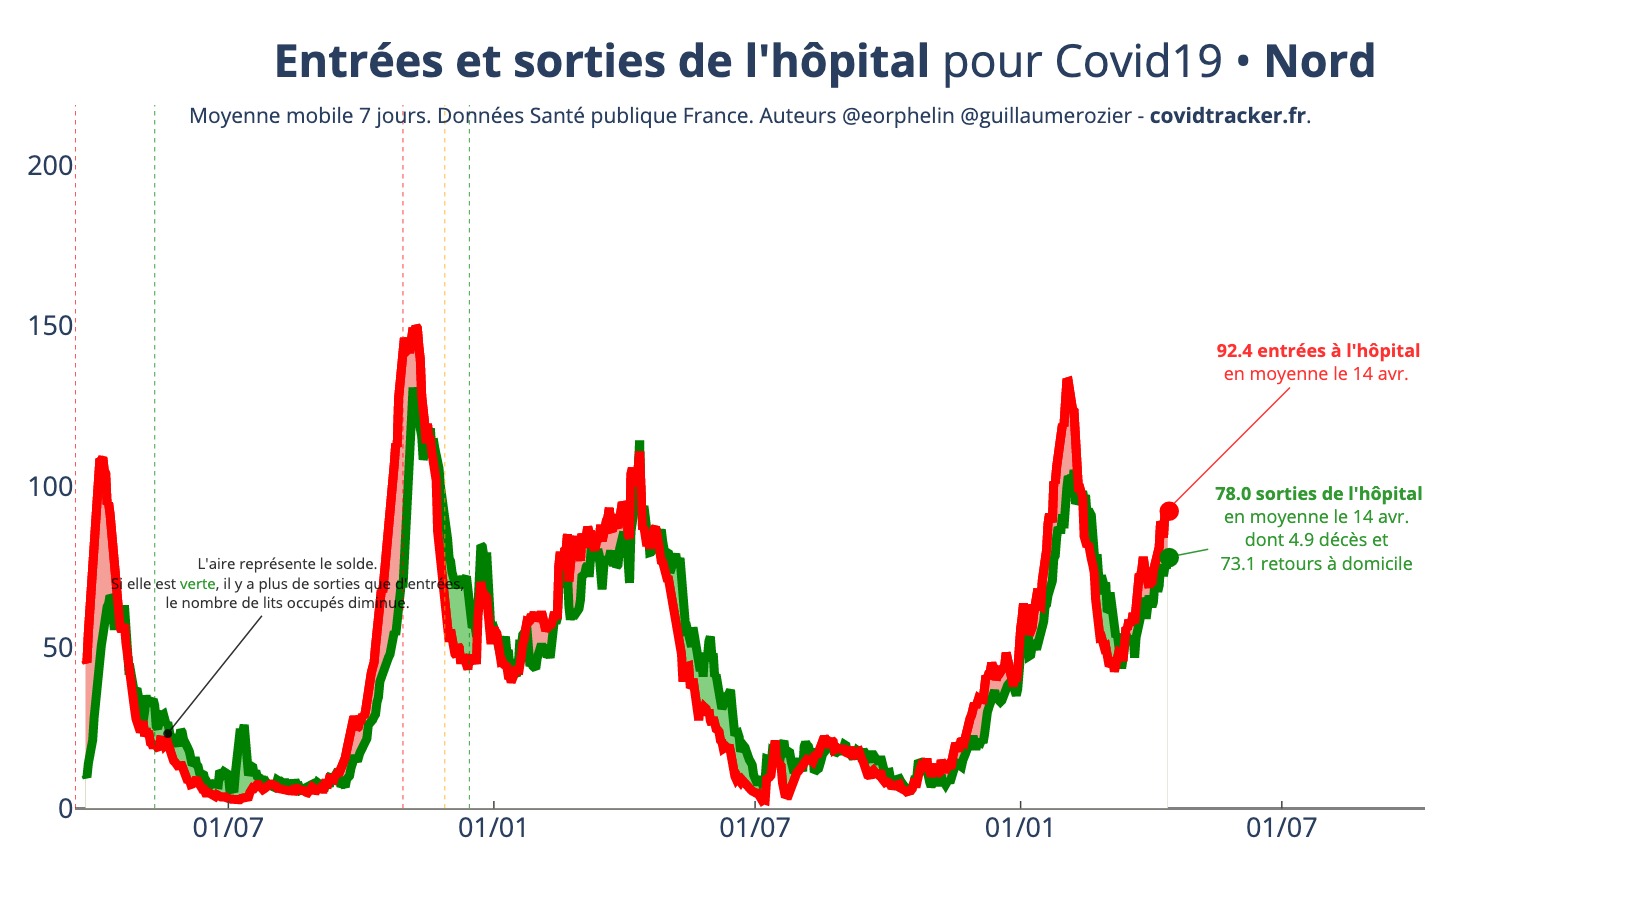 Entrées et sorties de l'hôpital pour Covid19 • Nord
Moyenne mobile 7 jours. Données Santé publique France. Auteurs @eorphelin @guillaumerozier - covidtracker.fr.
200
150
100
50
0
92.4 entrées à l'hôpital
en moyenne le 14 avr.
78.0 sorties de l'hôpital
en moyenne le 14 avr.
dont 4.9 décès et
73.1 retours à domicile
L'aire représente le solde.
Si elle est verte, il y a plus de sorties que d'entrées,
le nombre de lits occupés diminue.
01/07
01/01
01/07
01/01
01/07